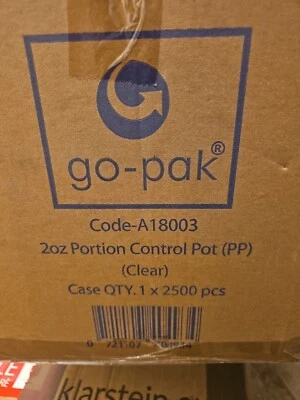 go-pak®
Code-A18003
2oz Portion Control Pot (PP)
(Clear)
Case QTY. 1 x 2500 pcs
klarstein